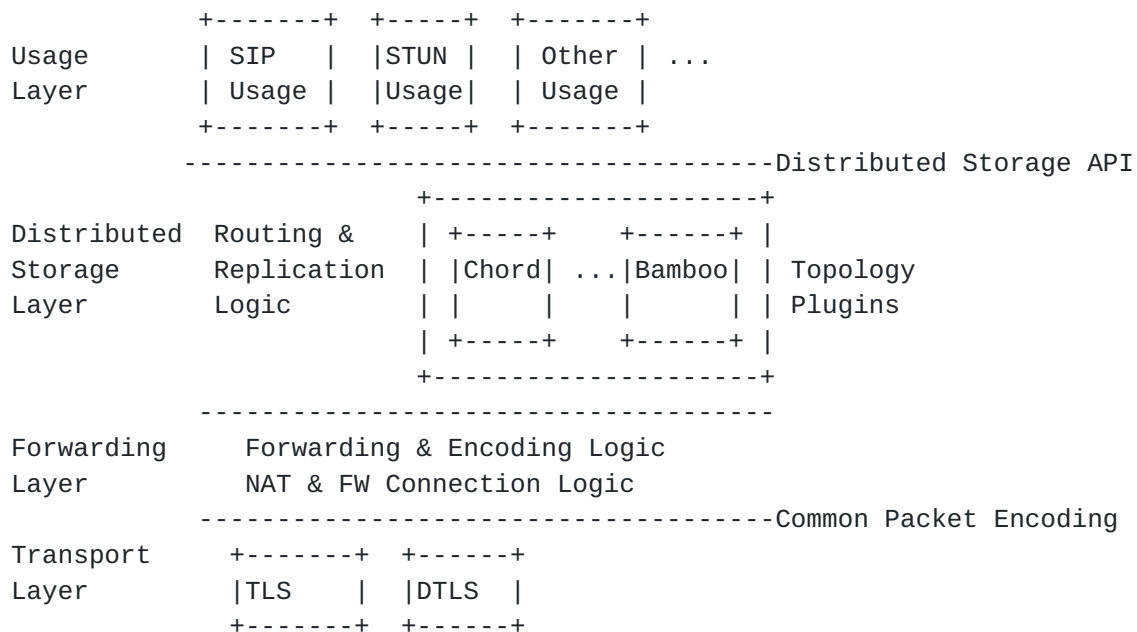 +-------+  +-----+  +-------+
Usage       | SIP   |  |STUN |  | Other | ...
Layer       | Usage |  |Usage|  | Usage |
            +-------+  +-----+  +-------+
           --------------------------------------Distributed Storage API
                          +---------------------+
Distributed  Routing &    | +-----+    +------+ |
Storage      Replication  | |Chord| ...|Bamboo| | Topology
Layer        Logic        | |     |    |      | | Plugins
                          | +-----+    +------+ |
                          +---------------------+
            -------------------------------------
Forwarding     Forwarding & Encoding Logic
Layer          NAT & FW Connection Logic
            -------------------------------------Common Packet Encoding
Transport     +-------+  +------+
Layer         |TLS    |  |DTLS  |
              +-------+  +------+